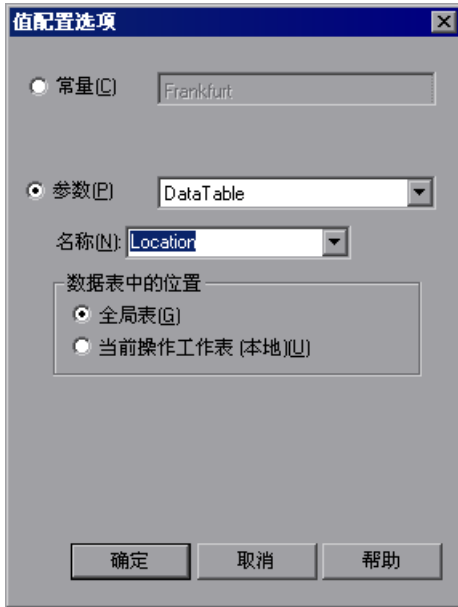 值配置选项
常量(C) Frankfurt
参数(P) DataTable
名称(N): Location
数据表中的位置
全局表(G)
当前操作工作表 (本地)(U)
确定 取消 帮助